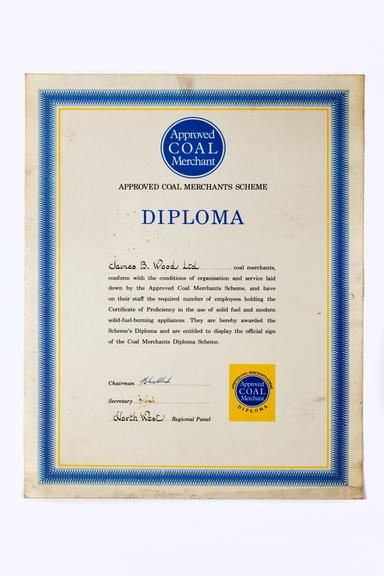 Approved
COAL
Merchant
APPROVED COAL MERCHANTS SCHEME
DIPLOMA
James B. Wood Ltd coal merchants,
conform with the conditions of organisation and service laid
down by the Approved Coal Merchants Scheme, and have
on their staff the required number of employees holding the
Certificate of Proficiency in the use of solid fuel and modern
solid-fuel-burning appliances. They are hereby awarded the
Scheme's Diploma and are entitled to display the official sign
of the Coal Merchants Diploma Scheme.
Chairman
Secretary
North West Regional Panel
APPROVED COAL MERCHANTS SCHEME
Approved
COAL
Merchant
DIPLOMA